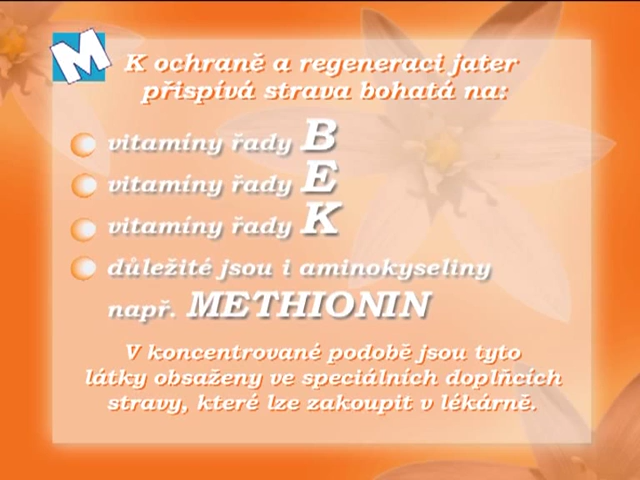 M
K ochraně a regeneraci jater
přispívá strava bohatá na:
vitamíny řady B
vitamíny řady E
vitamíny řady K
důležité jsou i aminokyseliny
např. METHIONIN
V koncentrované podobě jsou tyto
látky obsaženy ve speciálních doplňcích
stravy, které lze zakoupit v lékárně.